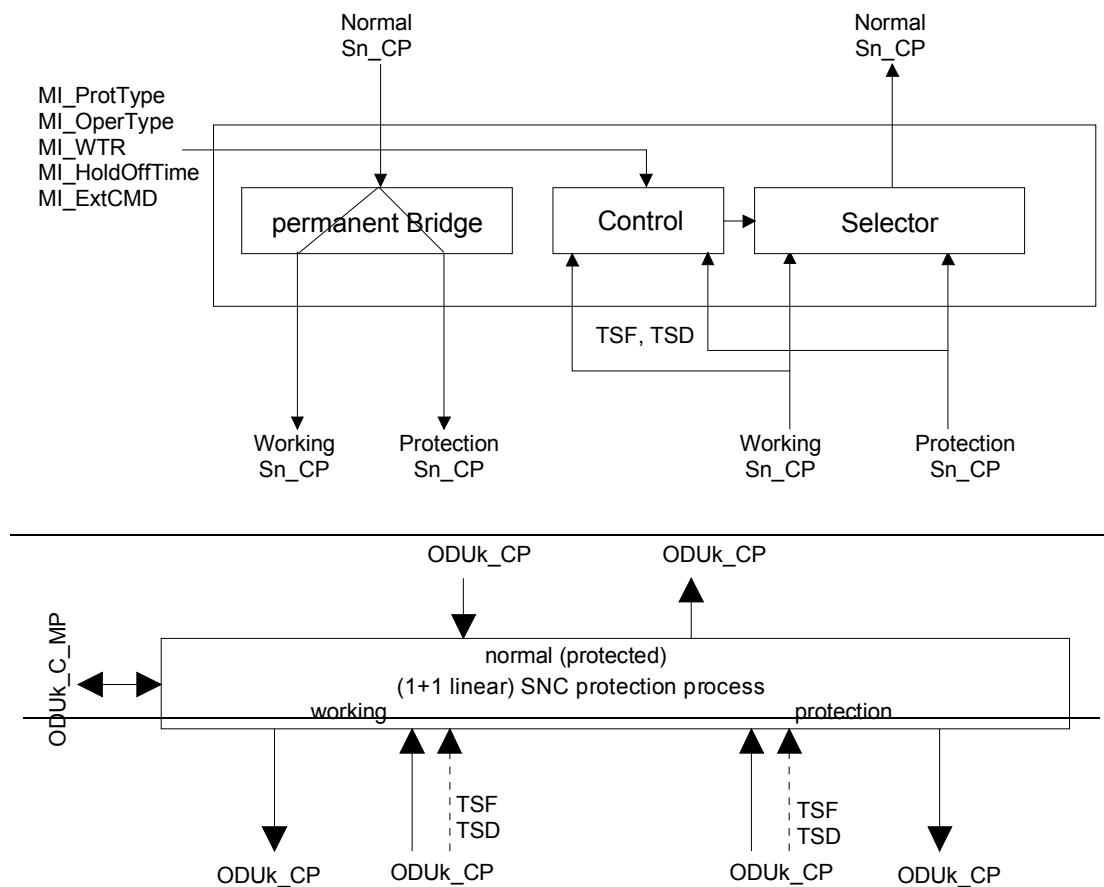 Normal
Sn_CP
Normal
Sn_CP
MI_ProtType
MI_OperType
MI_WTR
MI_HoldOffTime
MI_ExtCMD
permanent Bridge
Control
Selector
TSF, TSD
Working
Sn_CP
Protection
Sn_CP
Working
Sn_CP
Protection
Sn_CP
ODUk_CP
ODUk_CP
ODUk_C_MP
normal (protected)
(1+1 linear) SNC protection process
working
protection
TSF
TSD
TSF
TSD
ODUk_CP
ODUk_CP
ODUk_CP
ODUk_CP